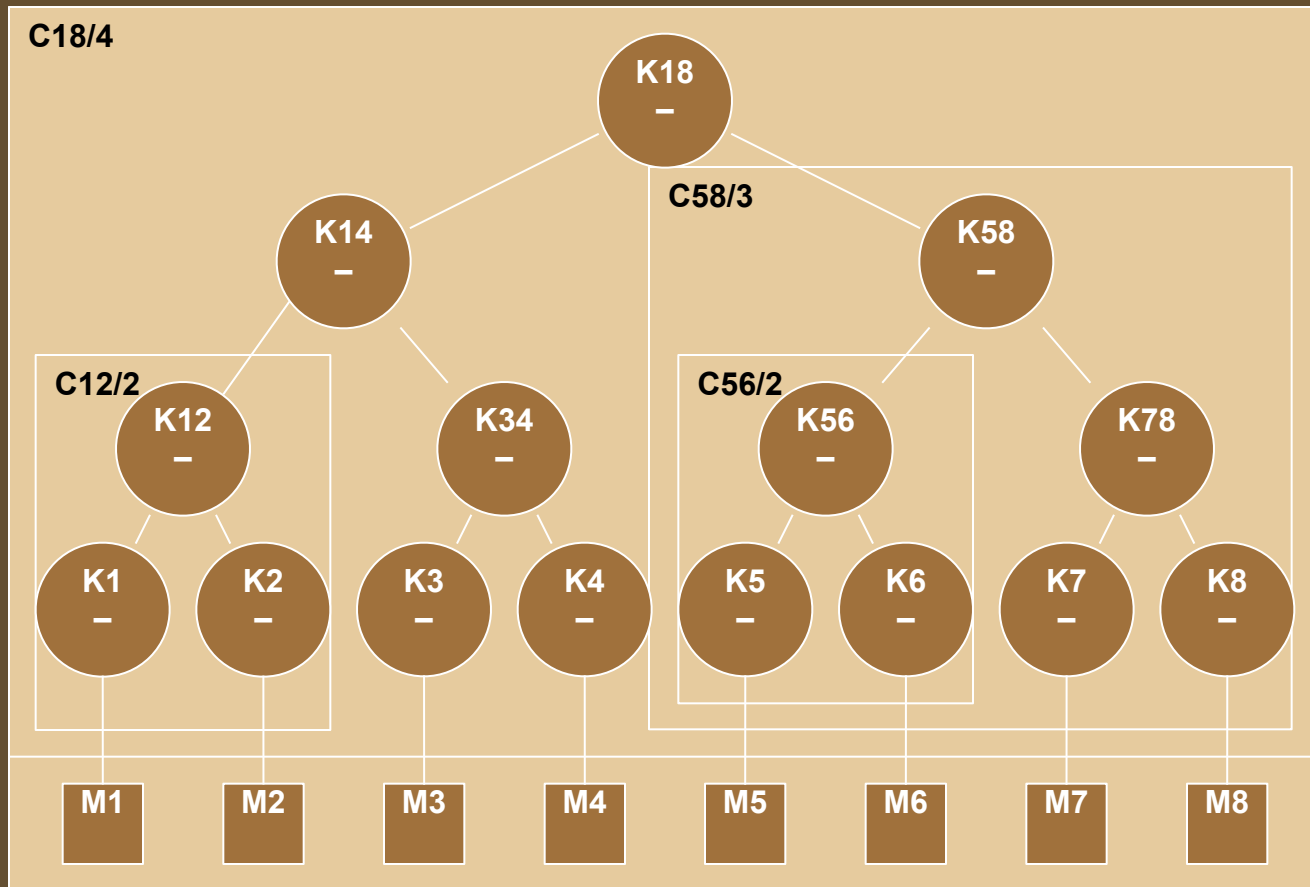 C18/4
K18
–
C58/3
K14
–
K58
–
C12/2
C56/2
K12
–
K34
–
K56
–
K78
–
K1
–
K2
–
K3
–
K4
–
K5
–
K6
–
K7
–
K8
–
M1
M2
M3
M4
M5
M6
M7
M8